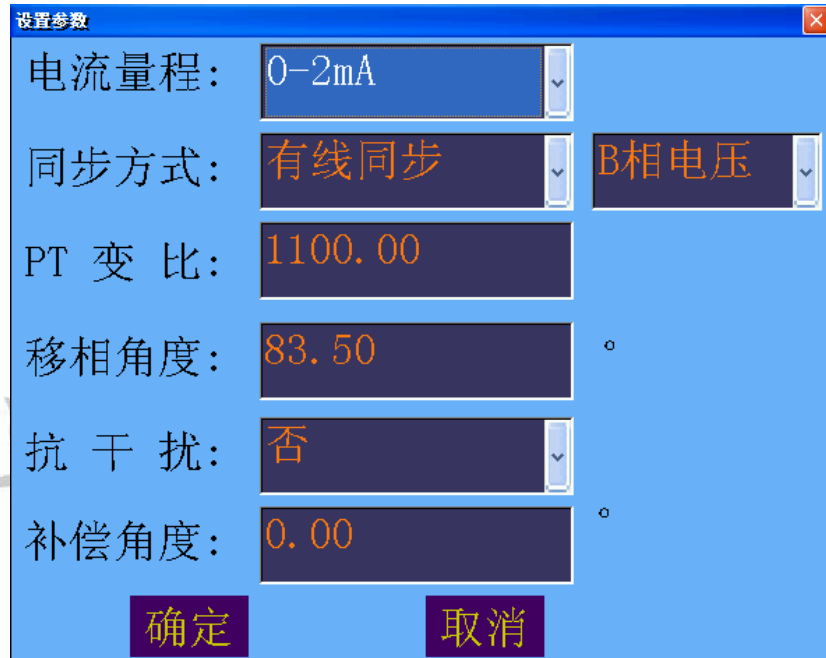 设置参数
电流量程: 0-2mA
同步方式: 有线同步 B相电压
PT 变 比: 1100.00
移相角度: 83.50 °
抗 干 扰: 否
补偿角度: 0.00 °
确定 取消